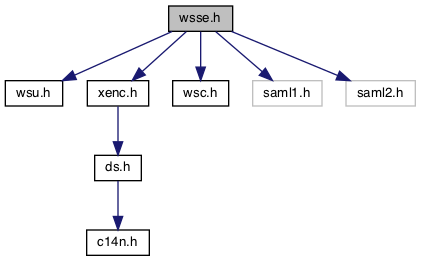 wsse.h
wsu.h
xenc.h
wsc.h
saml1.h
saml2.h
ds.h
c14n.h